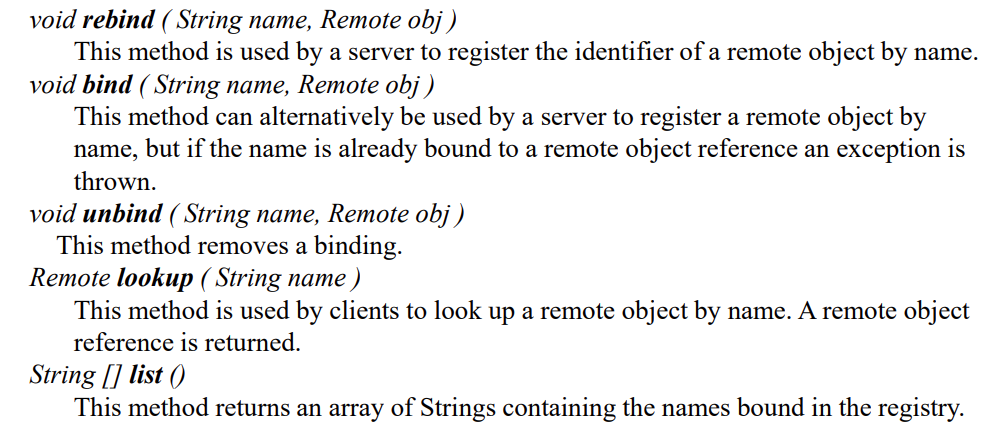 void rebind ( String name, Remote obj )
This method is used by a server to register the identifier of a remote object by name.
void bind ( String name, Remote obj )
This method can alternatively be used by a server to register a remote object by
name, but if the name is already bound to a remote object reference an exception is
thrown.
void unbind ( String name, Remote obj )
This method removes a binding.
Remote lookup ( String name )
This method is used by clients to look up a remote object by name. A remote object
reference is returned.
String [] list ()
This method returns an array of Strings containing the names bound in the registry.